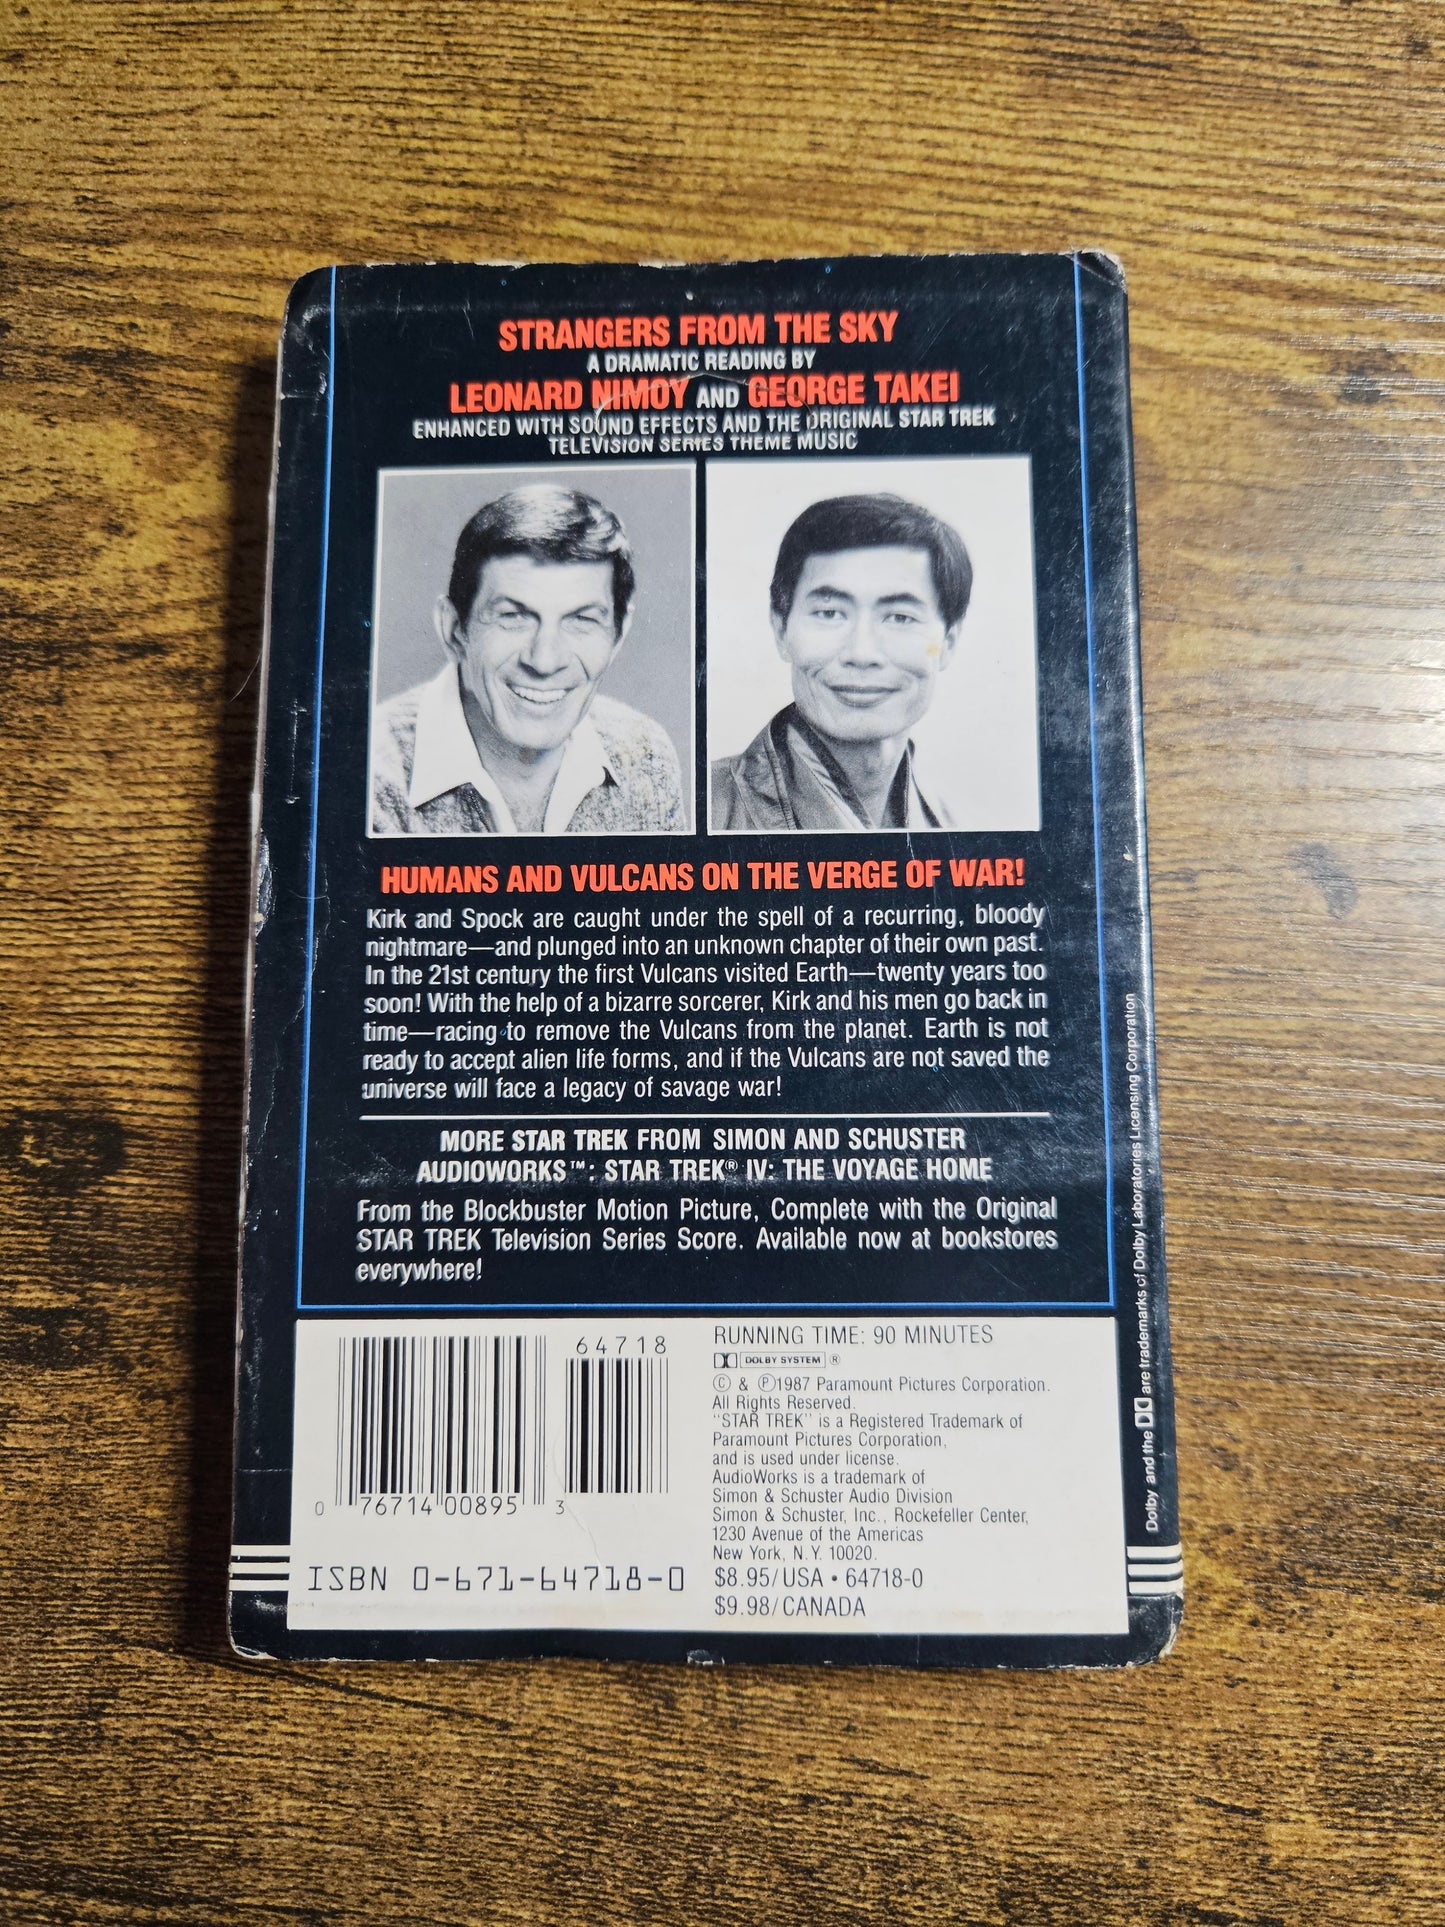 STRANGERS FROM THE SKY
A DRAMATIC READING BY
LEONARD NIMOY AND GEORGE TAKEI
ENHANCED WITH SOUND EFFECTS AND THE ORIGINAL STAR TREK
TELEVISION SERIES THEME MUSIC
HUMANS AND VULCANS ON THE VERGE OF WAR!
Kirk and Spock are caught under the spell of a recurring, bloody
nightmare—and plunged into an unknown chapter of their own past.
In the 21st century the first Vulcans visited Earth—twenty years too
soon! With the help of a bizarre sorcerer, Kirk and his men go back in
time—racing to remove the Vulcans from the planet. Earth is not
ready to accept alien life forms, and if the Vulcans are not saved the
universe will face a legacy of savage war!
MORE STAR TREK FROM SIMON AND SCHUSTER
AUDIOWORKS™: STAR TREK® IV: THE VOYAGE HOME
From the Blockbuster Motion Picture, Complete with the Original
STAR TREK Television Series Score. Available now at bookstores
everywhere!
64718
0 76714 00895 3
ISBN 0-671-64718-0
RUNNING TIME: 90 MINUTES
DOLBY SYSTEM ®
© & ℗1987 Paramount Pictures Corporation.
All Rights Reserved.
"STAR TREK" is a Registered Trademark of
Paramount Pictures Corporation,
and is used under license.
AudioWorks is a trademark of
Simon & Schuster Audio Division
Simon & Schuster, Inc., Rockefeller Center,
1230 Avenue of the Americas
New York, N.Y. 10020.
$8.95/USA • 64718-0
$9.98/CANADA
Dolby and the DD are trademarks of Dolby Laboratories Licensing Corporation